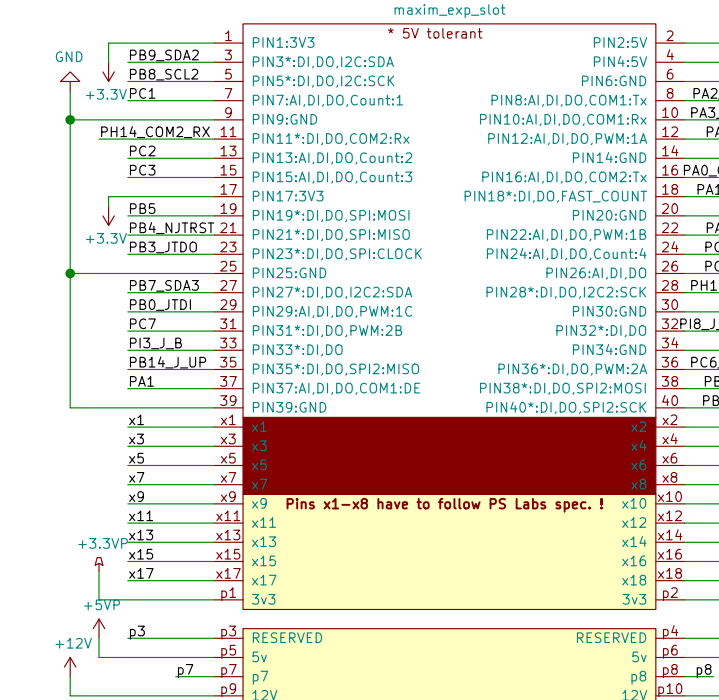 maxim_exp_slot
* 5V tolerant
1 PIN1:3V3 PIN2:5V 2
GND PB9_SDA2 3 PIN3*:DI,DO,I2C:SDA PIN4:5V 4
PB8_SCL2 5 PIN5*:DI,DO,I2C:SCK PIN6:GND 6
+3.3V PC1 7 PIN7:AI,DI,DO,Count:1 PIN8:AI,DI,DO,COM1:Tx 8 PA2
9 PIN9:GND PIN10:AI,DI,DO,COM1:Rx 10 PA3_
PH14_COM2_RX 11 PIN11*:DI,DO,COM2:Rx PIN12:AI,DI,DO,PWM:1A 12 PA
PC2 13 PIN13:AI,DI,DO,Count:2 PIN14:GND 14
PC3 15 PIN15:AI,DI,DO,Count:3 PIN16:AI,DI,DO,COM2:Tx 16 PA0_
17 PIN17:3V3 PIN18*:DI,DO,FAST_COUNT 18 PA1
PB5 19 PIN19*:DI,DO,SPI:MOSI PIN20:GND 20
+3.3V PB4_NJTRST 21 PIN21*:DI,DO,SPI:MISO PIN22:AI,DI,DO,PWM:1B 22 PA
PB3_JTDO 23 PIN23*:DI,DO,SPI:CLOCK PIN24:AI,DI,DO,Count:4 24 PC
25 PIN25:GND PIN26:AI,DI,DO 26 PC
PB7_SDA3 27 PIN27*:DI,DO,I2C2:SDA PIN28*:DI,DO,I2C2:SCK 28 PH1
PB0_JTDI 29 PIN29:AI,DI,DO,PWM:1C PIN30:GND 30
PC7 31 PIN31*:DI,DO,PWM:2B PIN32*:DI,DO 32 PI8_J_
PI3_J_B 33 PIN33*:DI,DO PIN34:GND 34
PB14_J_UP 35 PIN35*:DI,DO,SPI2:MISO PIN36*:DI,DO,PWM:2A 36 PC6_
PA1 37 PIN37:AI,DI,DO,COM1:DE PIN38*:DI,DO,SPI2:MOSI 38 PB
39 PIN39:GND PIN40*:DI,DO,SPI2:SCK 40 PB
x1 x1 x1 x2 x2
x3 x3 x3 x4 x4
x5 x5 x5 x6 x6
x7 x7 x7 x8 x8
x9 x9 x9 Pins x1-x8 have to follow PS Labs spec. ! x10 x10
x11 x11 x11 x12 x12
x13 x13 x13 x14 x14
+3.3VP x15 x15 x15 x16 x16
x17 x17 x17 x18 x18
p1 3v3 3v3 p2
+5VP
p3 p3 RESERVED RESERVED p4
+12V p5 5v 5v p6
p7 p7 p7 p8 p8 p8
p9 12V 12V p10